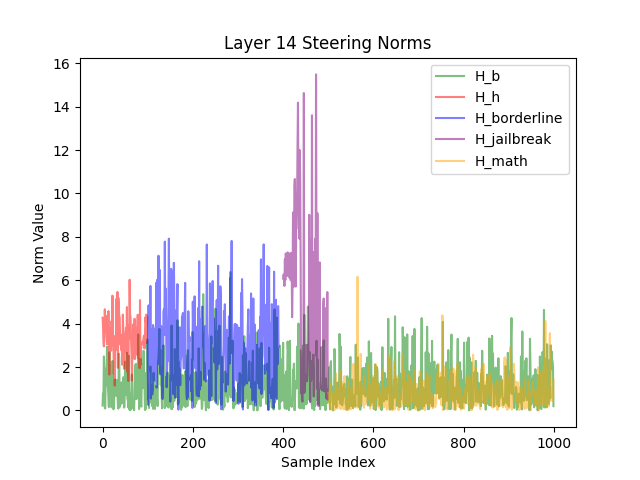 Layer 14 Steering Norms
16
14
12
10
8
6
4
2
0
Norm Value
0 200 400 600 800 1000
Sample Index
H_b
H_h
H_borderline
H_jailbreak
H_math